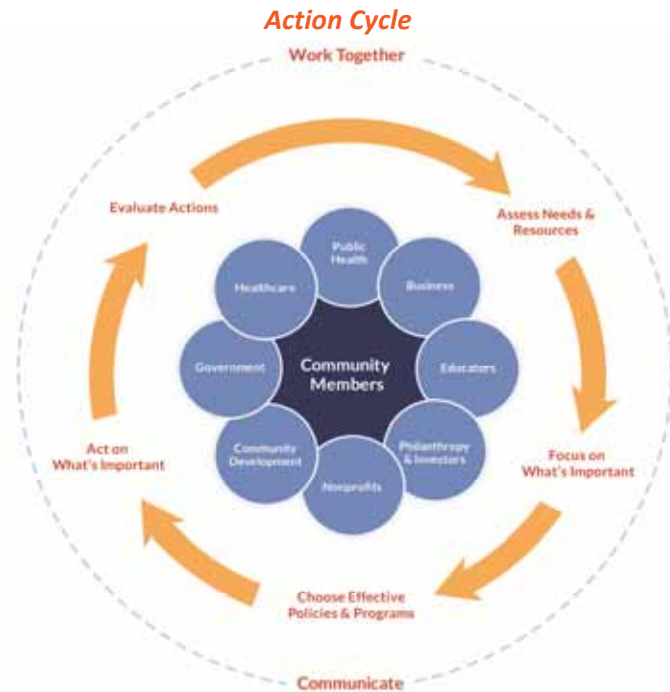 Action Cycle
Work Together
Evaluate Actions
Assess Needs &
Resources
Public
Health
Healthcare
Business
Government
Community
Members
Educators
Act on
What's Important
Community
Development
Philanthropy
& Investors
Focus on
What's Important
Nonprofits
Choose Effective
Policies & Programs
Communicate